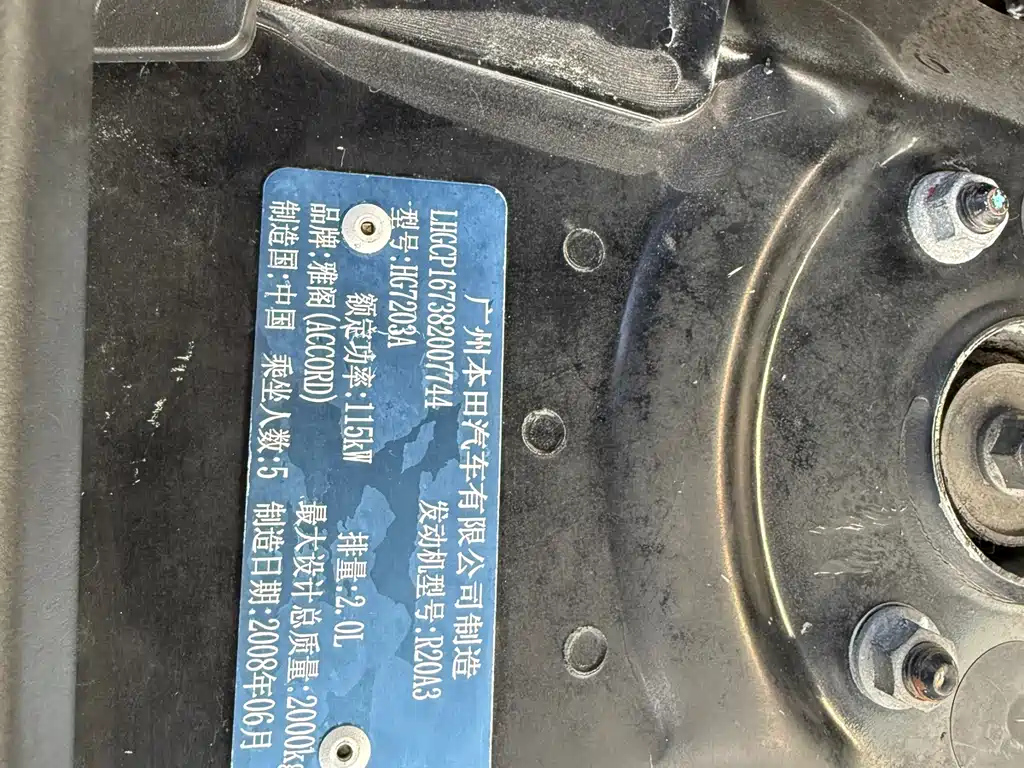 广州本田汽车有限公司制造
LHGCP167382007744
型号:HG7203A 发动机型号:R20A3
额定功率:115kW 排量:2.0L
品牌:雅阁(ACCORD) 最大设计总质量:2000kg
制造国:中国 乘坐人数:5 制造日期:2008年06月